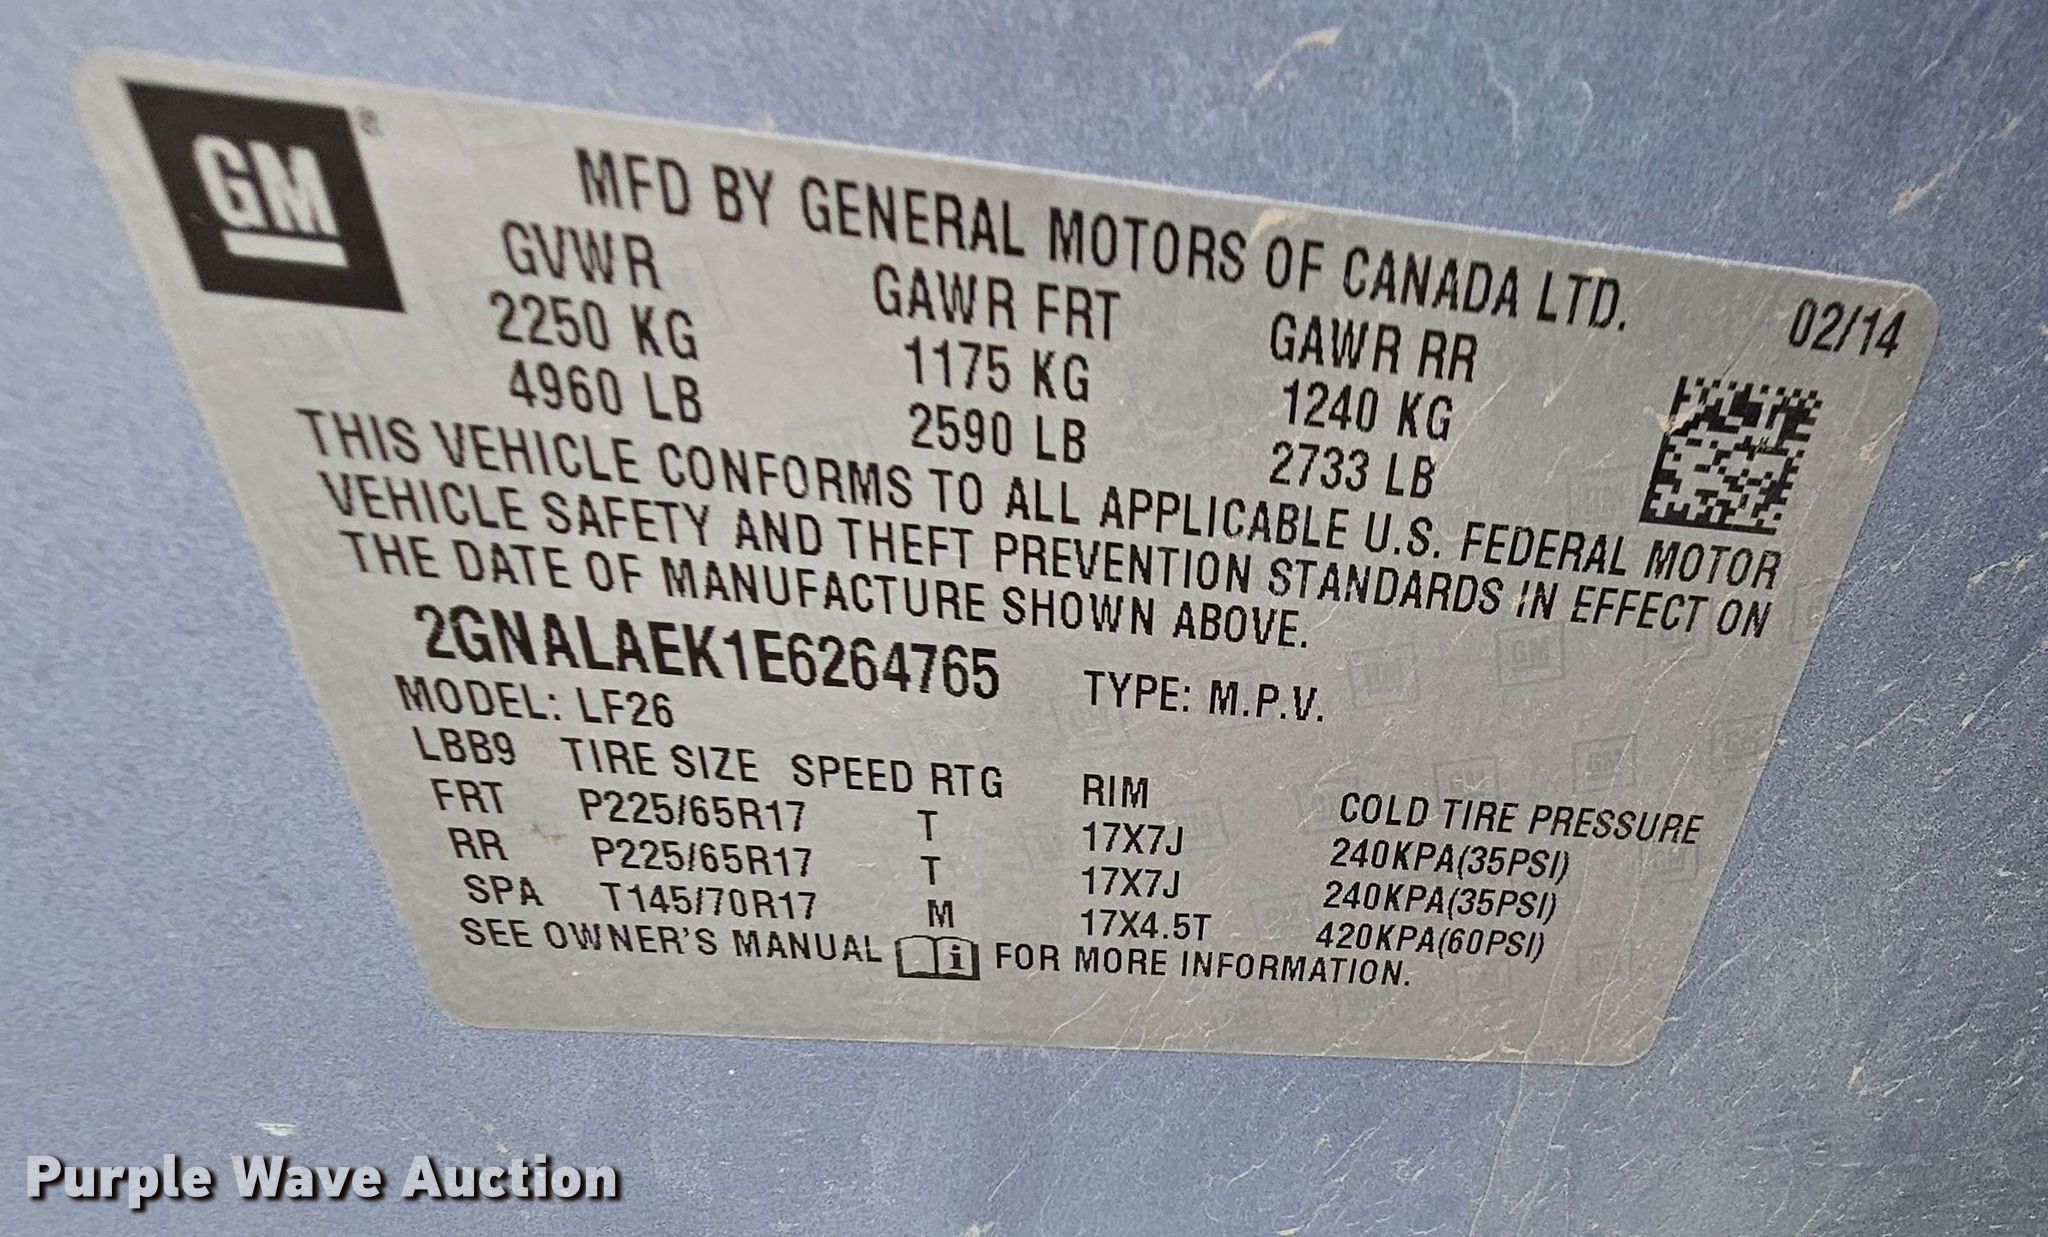 GM ®
MFD BY GENERAL MOTORS OF CANADA LTD.
02/14
GVWR GAWR FRT GAWR RR
2250 KG 1175 KG 1240 KG
4960 LB 2590 LB 2733 LB
THIS VEHICLE CONFORMS TO ALL APPLICABLE U.S. FEDERAL MOTOR
VEHICLE SAFETY AND THEFT PREVENTION STANDARDS IN EFFECT ON
THE DATE OF MANUFACTURE SHOWN ABOVE.
2GNALAEK1E6264765 TYPE: M.P.V.
MODEL: LF26
LBB9 TIRE SIZE SPEED RTG RIM COLD TIRE PRESSURE
FRT P225/65R17 T 17X7J 240KPA(35PSI)
RR P225/65R17 T 17X7J 240KPA(35PSI)
SPA T145/70R17 M 17X4.5T 420KPA(60PSI)
SEE OWNER'S MANUAL i FOR MORE INFORMATION.
Purple Wave Auction